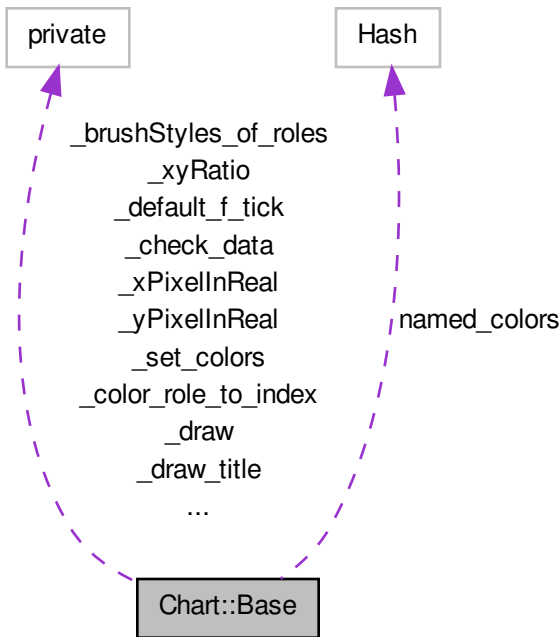 private
Hash
_brushStyles_of_roles
_xyRatio
_default_f_tick
_check_data
_xPixelInReal
_yPixelInReal
_set_colors
_color_role_to_index
_draw
_draw_title
...
named_colors
Chart::Base